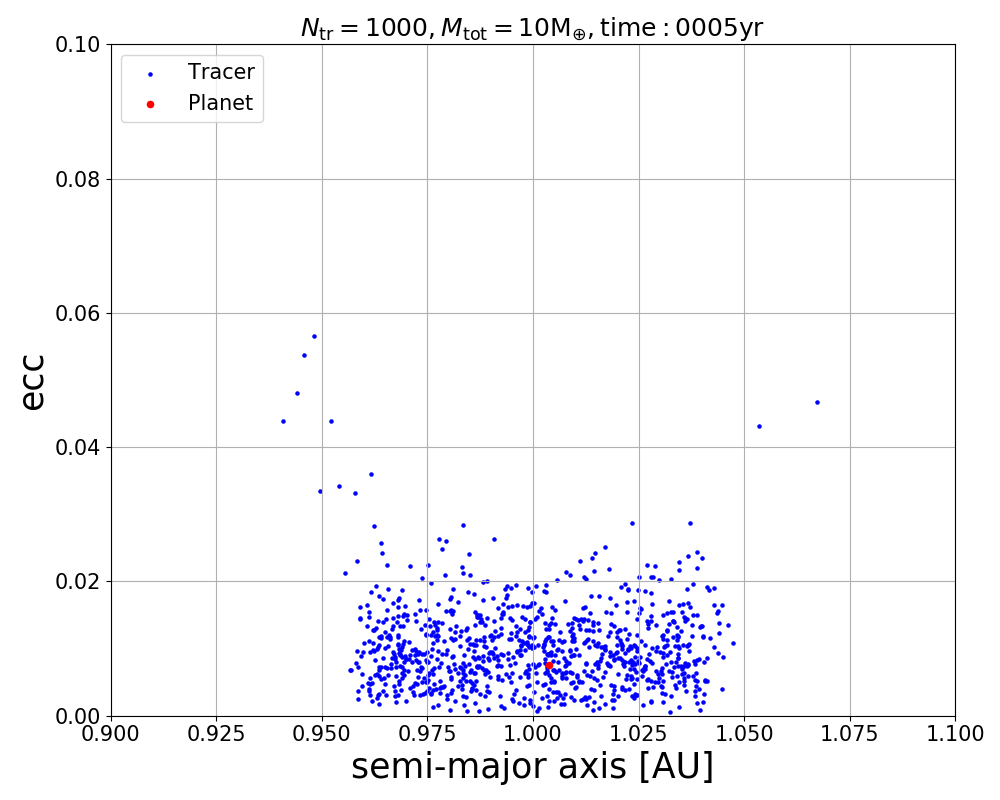 N_tr = 1000, M_tot = 10M_⊕, time : 0005yr
Tracer
Planet
ecc
0.10
0.08
0.06
0.04
0.02
0.00
0.900 0.925 0.950 0.975 1.000 1.025 1.050 1.075 1.100
semi-major axis [AU]